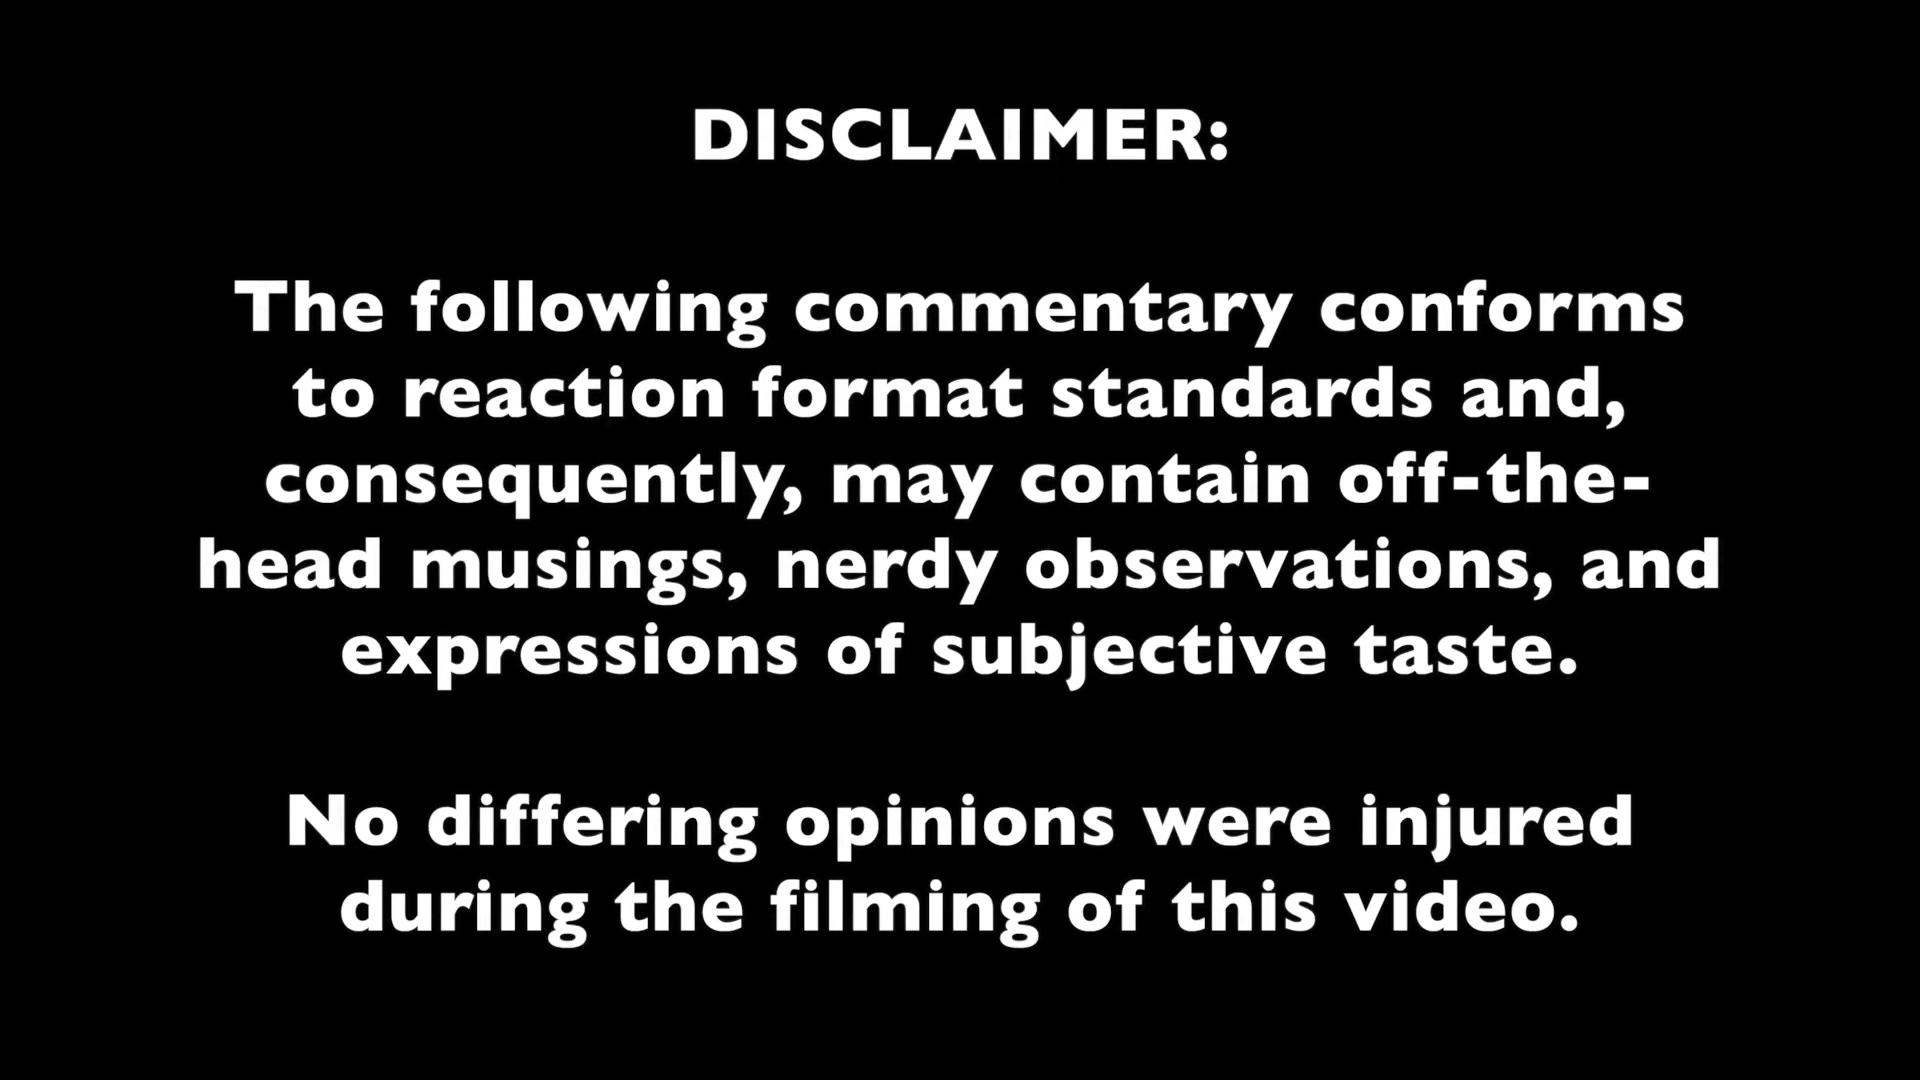 DISCLAIMER:
The following commentary conforms
to reaction format standards and,
consequently, may contain off-the-
head musings, nerdy observations, and
expressions of subjective taste.
No differing opinions were injured
during the filming of this video.